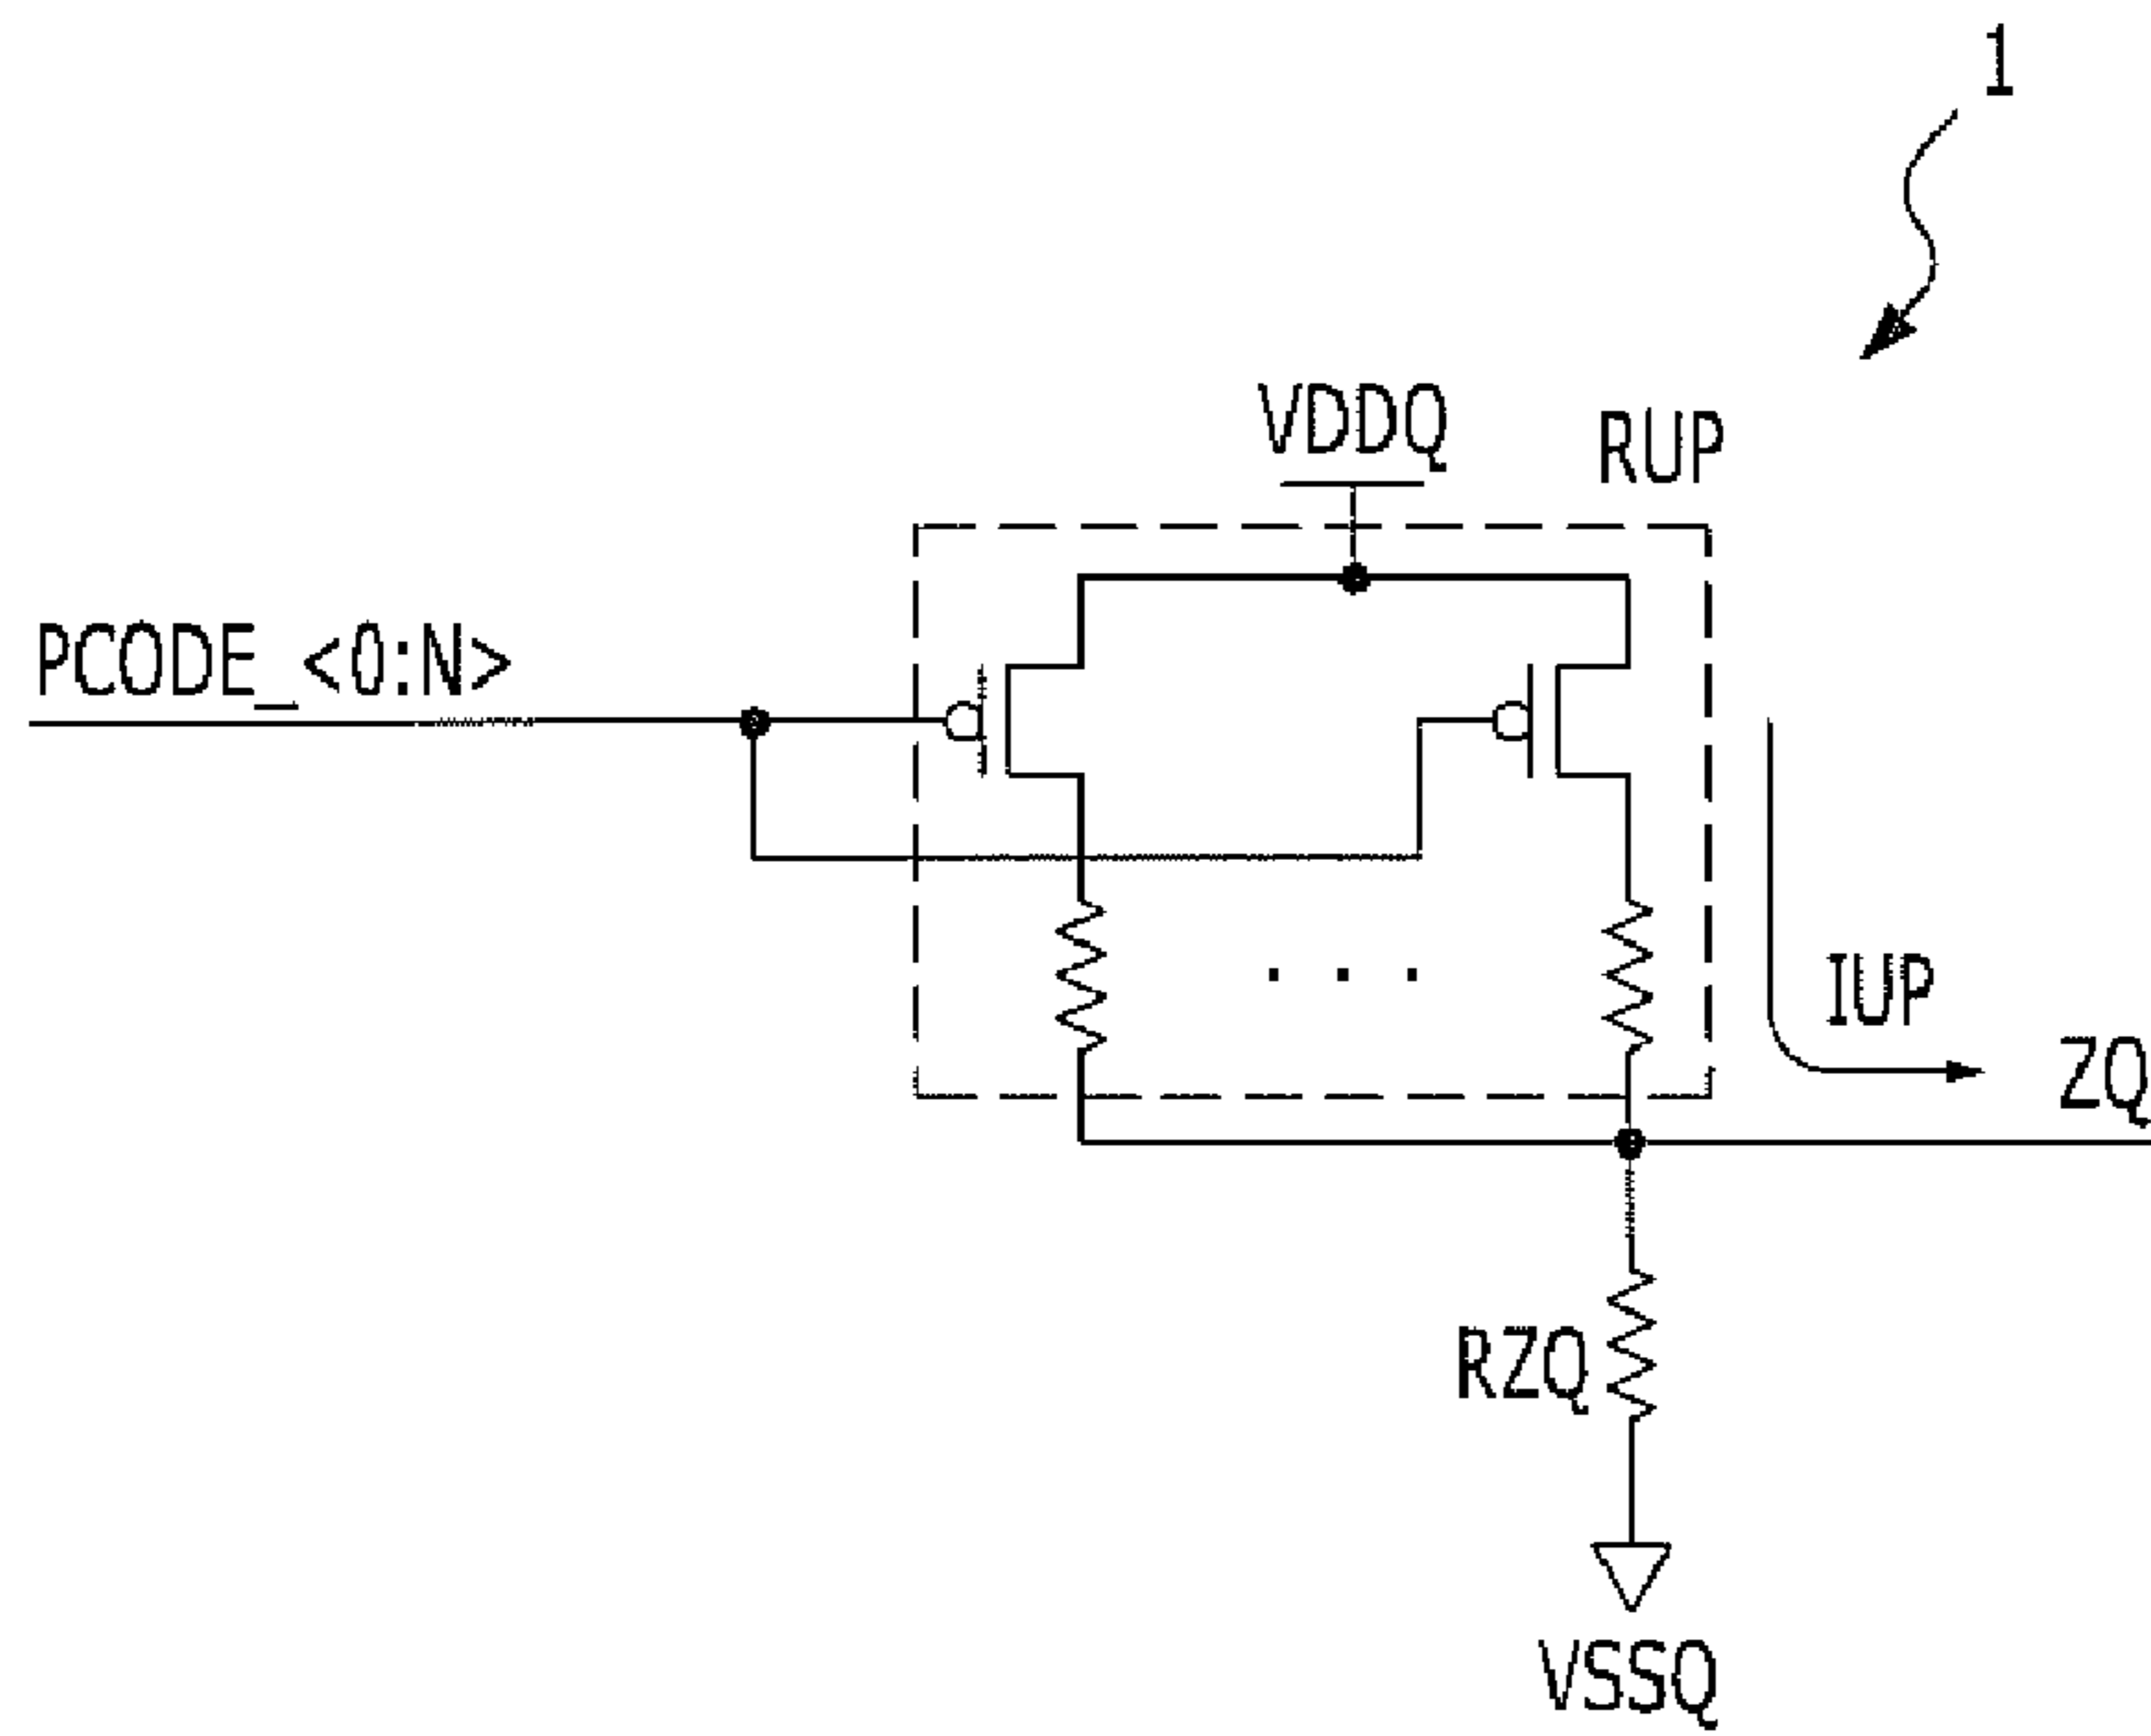 1
VDDQ
RUP
PCODE_<0:N>
IUP
ZQ
RZQ
VSSQ